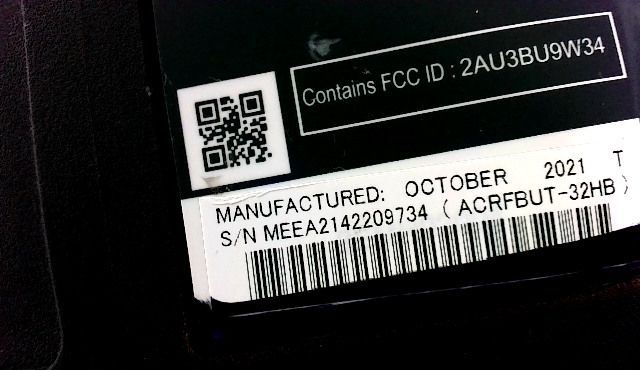 Contains FCC ID : 2AU3BU9W34
MANUFACTURED: OCTOBER 2021 T
S/N MEEA2142209734 ( ACRFBUT-32HB )